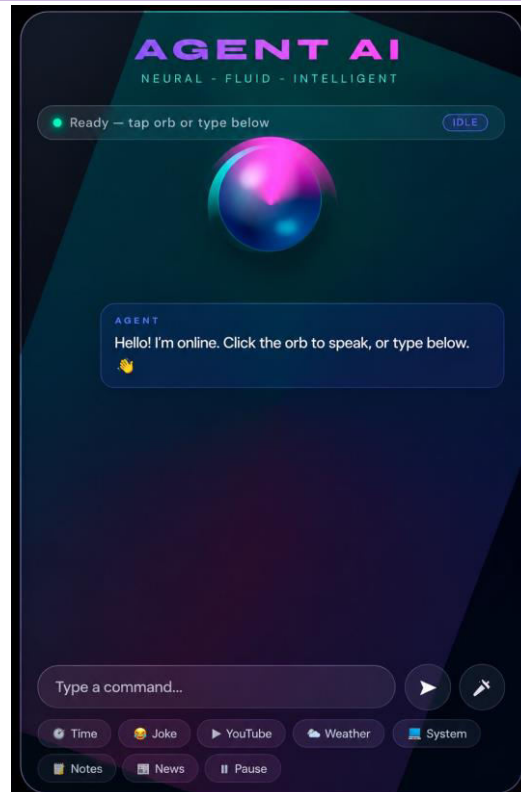 AGENT AI
NEURAL - FLUID - INTELLIGENT
Ready — tap orb or type below
IDLE
AGENT
Hello! I'm online. Click the orb to speak, or type below.
👋
Type a command...
Time
Joke
YouTube
Weather
System
Notes
News
Pause